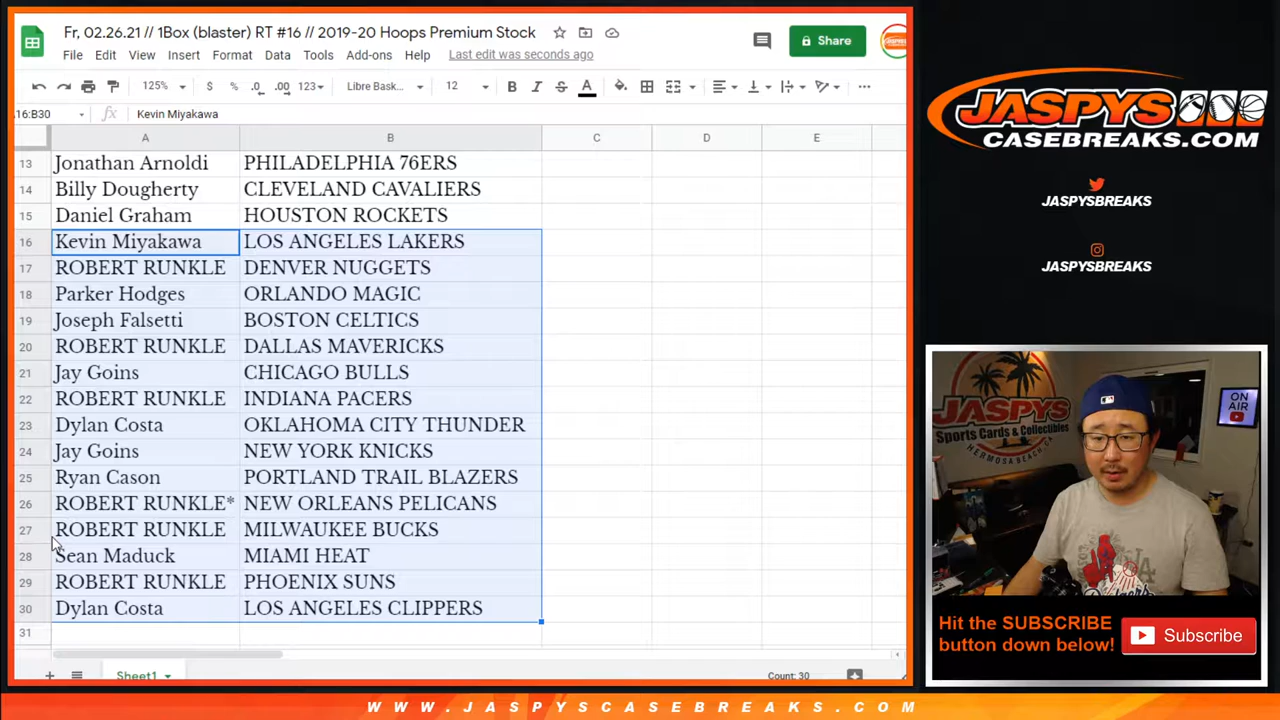 Fr, 02.26.21 // 1Box (blaster) RT #16 // 2019-20 Hoops Premium Stock
File Edit View Insert Format Data Tools Add-ons Help Last edit was seconds ago
Share
125% $ % .0 .00 123 Libre Bask... 12 B I S A
16:B30 fx Kevin Miyakawa
A B C D E
13 Jonathan Arnoldi PHILADELPHIA 76ERS
14 Billy Dougherty CLEVELAND CAVALIERS
15 Daniel Graham HOUSTON ROCKETS
16 Kevin Miyakawa LOS ANGELES LAKERS
17 ROBERT RUNKLE DENVER NUGGETS
18 Parker Hodges ORLANDO MAGIC
19 Joseph Falsetti BOSTON CELTICS
20 ROBERT RUNKLE DALLAS MAVERICKS
21 Jay Goins CHICAGO BULLS
22 ROBERT RUNKLE INDIANA PACERS
23 Dylan Costa OKLAHOMA CITY THUNDER
24 Jay Goins NEW YORK KNICKS
25 Ryan Cason PORTLAND TRAIL BLAZERS
26 ROBERT RUNKLE* NEW ORLEANS PELICANS
27 ROBERT RUNKLE MILWAUKEE BUCKS
28 Sean Maduck MIAMI HEAT
29 ROBERT RUNKLE PHOENIX SUNS
30 Dylan Costa LOS ANGELES CLIPPERS
31
Sheet1 Count: 30
JASPYS
CASEBREAKS.COM
JASPYSBREAKS
JASPYSBREAKS
JASPYS
Sports Cards & Collectibles
HERMOSA BEACH
ON
AIR
Hit the SUBSCRIBE
button down below!
Subscribe
WWW.JASPYSCASEBREAKS.COM